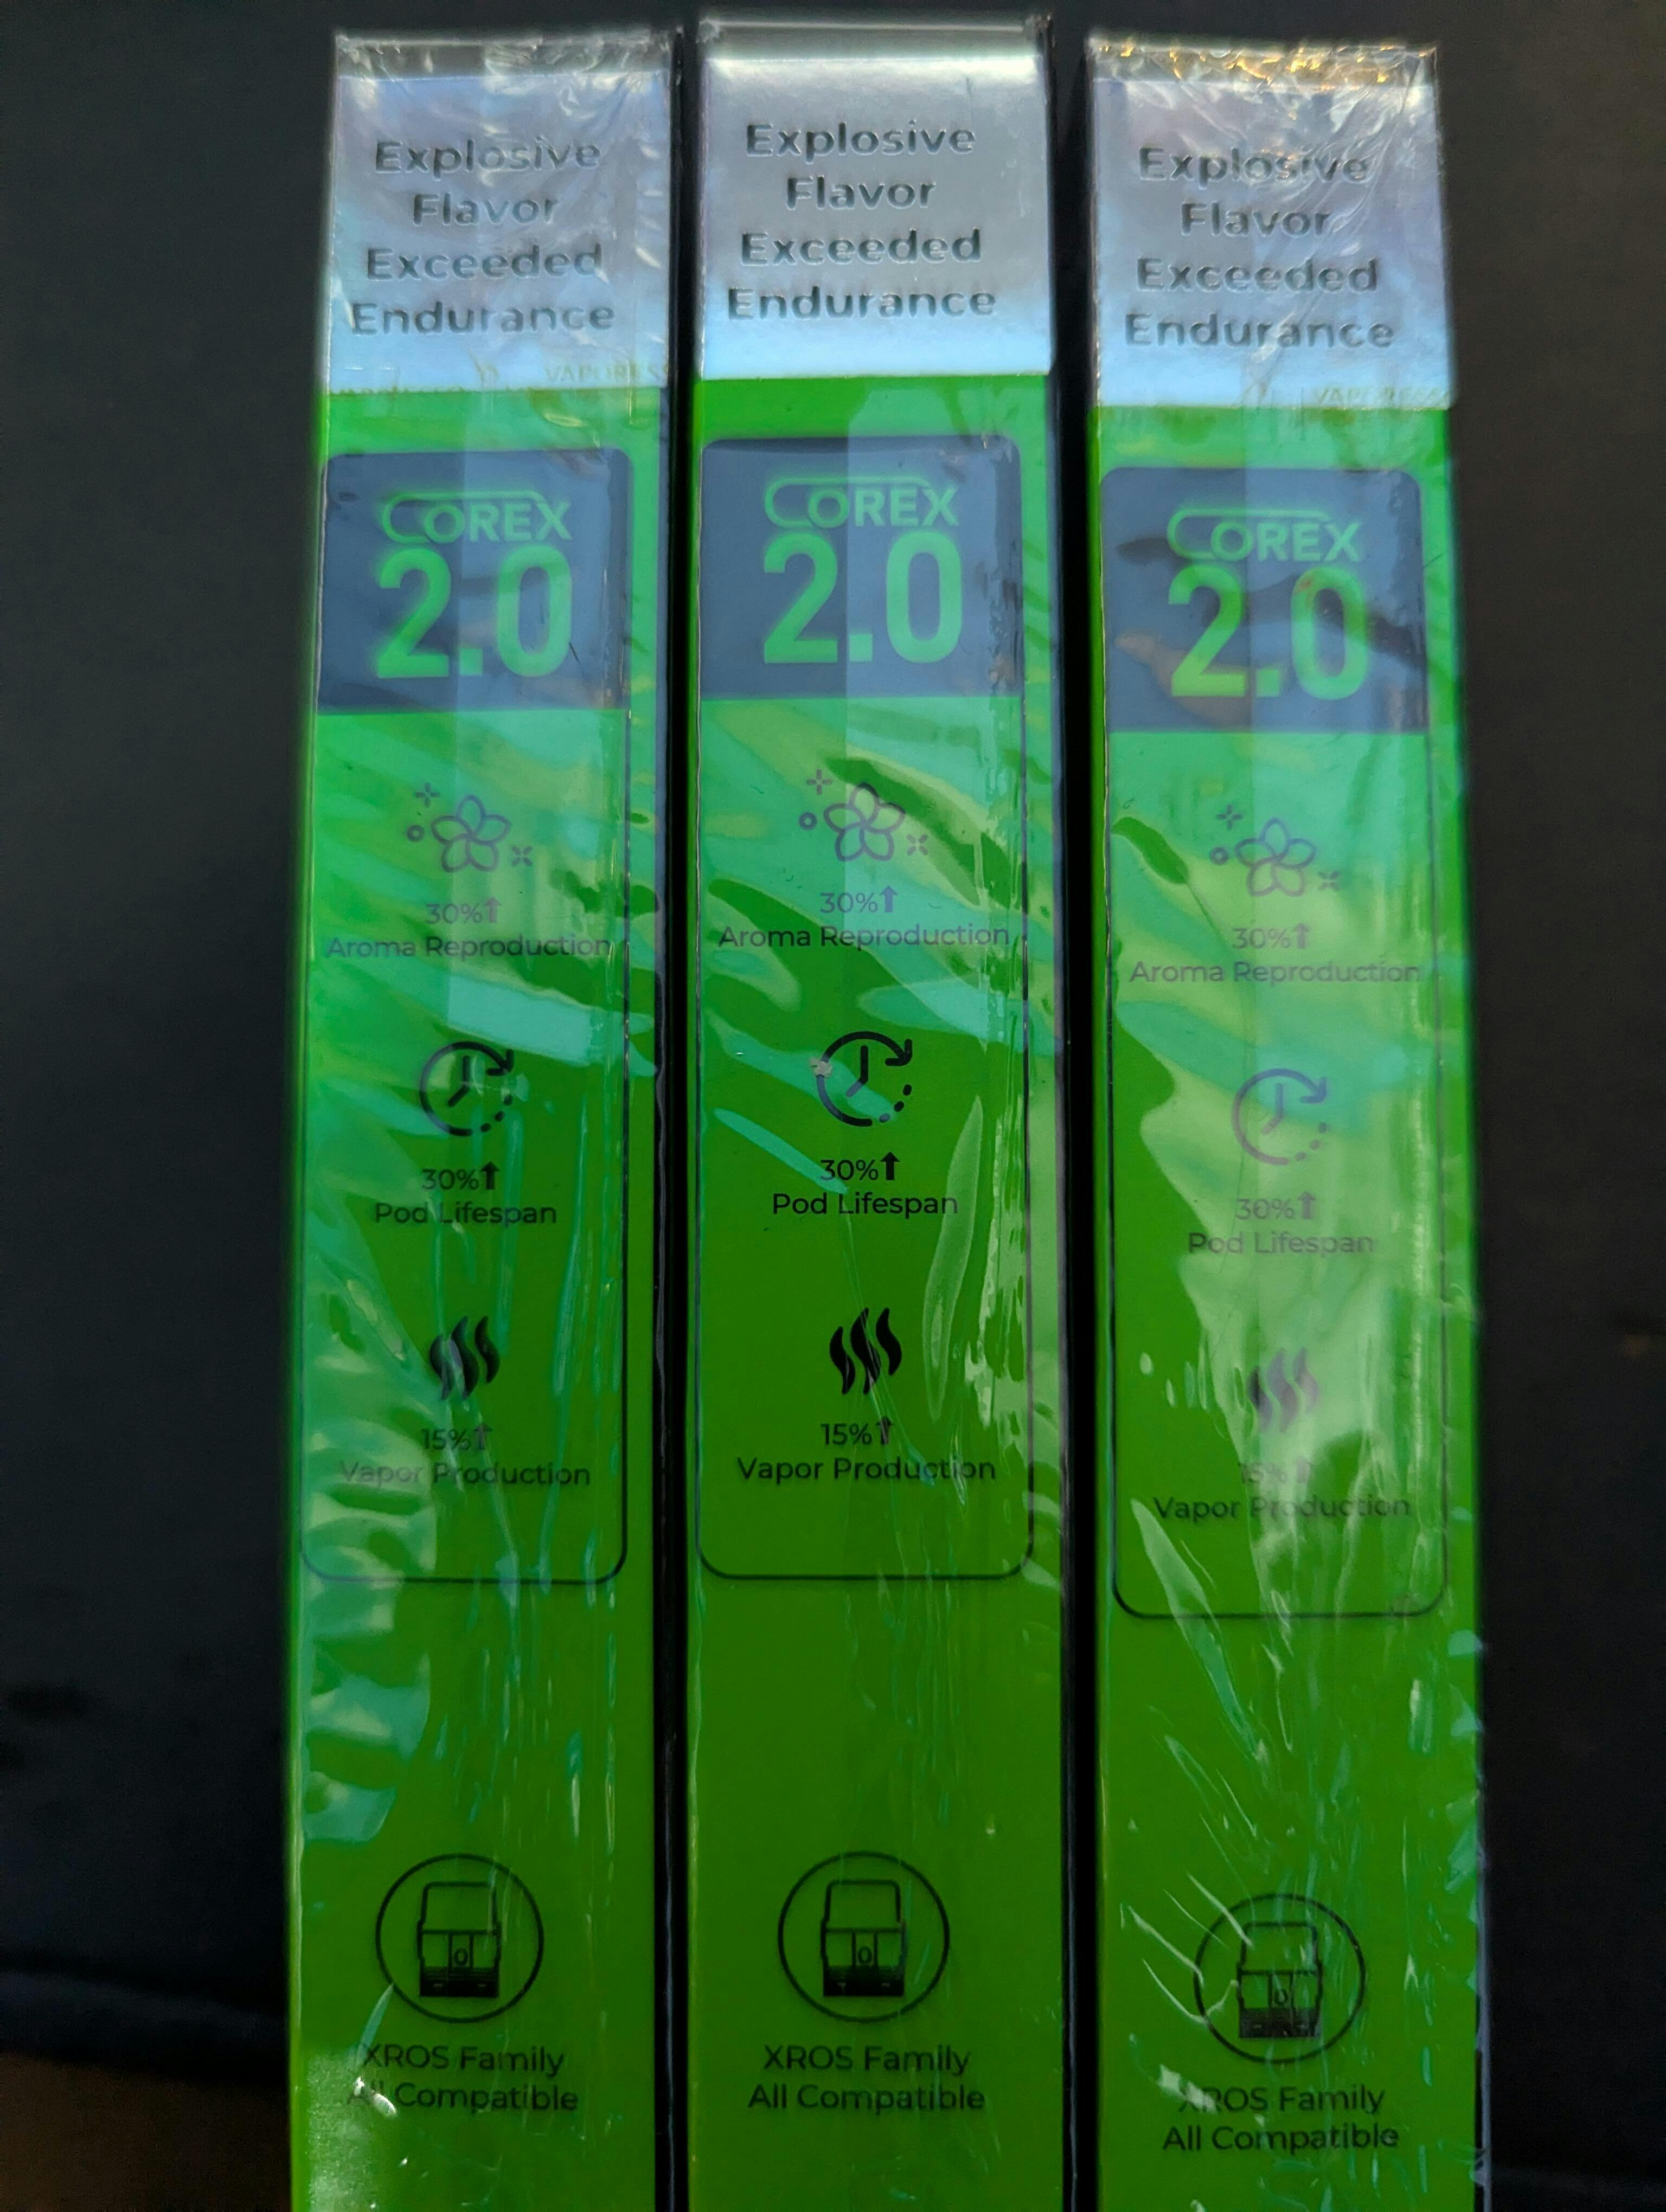 Explosive
Flavor
Exceeded
Endurance
VAPORESSO
COREX
2.0
30%↑
Aroma Reproduction
30%↑
Pod Lifespan
15%↑
Vapor Production
XROS Family
All Compatible
Explosive
Flavor
Exceeded
Endurance
COREX
2.0
30%↑
Aroma Reproduction
30%↑
Pod Lifespan
15%↑
Vapor Production
XROS Family
All Compatible
Explosive
Flavor
Exceeded
Endurance
VAPORESSO
COREX
2.0
30%↑
Aroma Reproduction
30%↑
Pod Lifespan
15%↑
Vapor Production
XROS Family
All Compatible